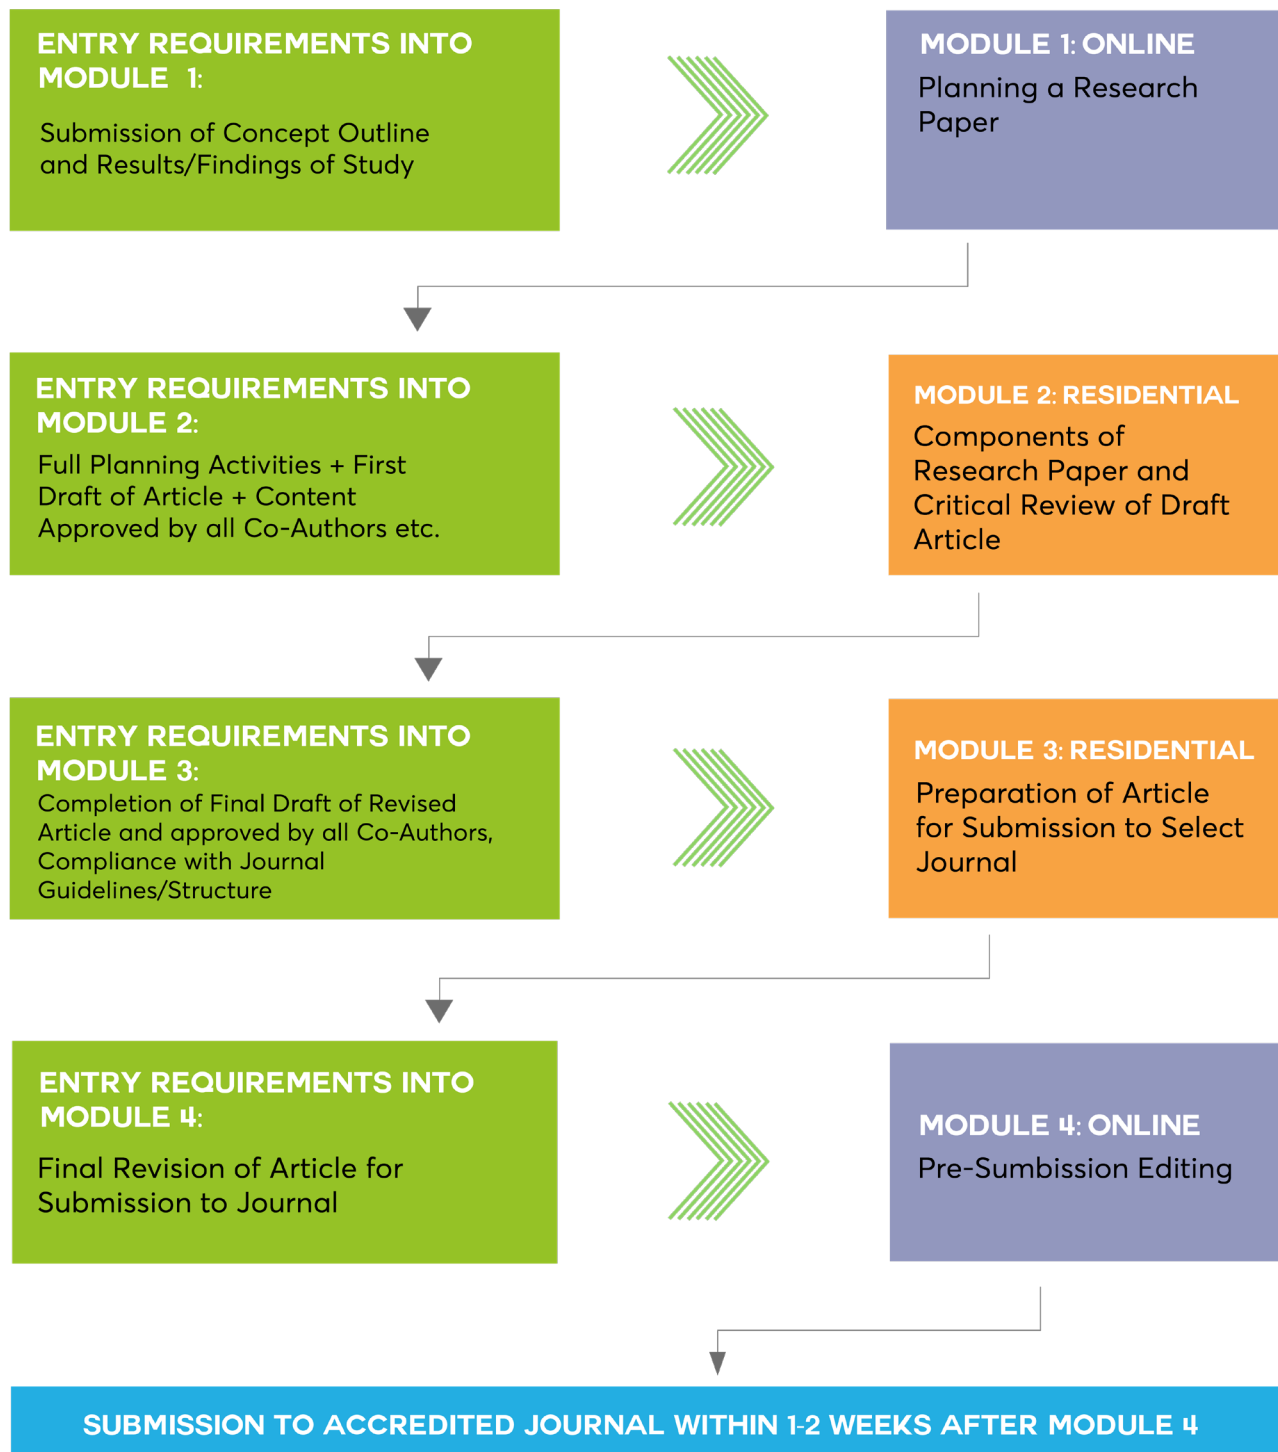 ENTRY REQUIREMENTS INTO
MODULE 1:
Submission of Concept Outline
and Results/Findings of Study
MODULE 1: ONLINE
Planning a Research
Paper
ENTRY REQUIREMENTS INTO
MODULE 2:
Full Planning Activities + First
Draft of Article + Content
Approved by all Co-Authors etc.
MODULE 2: RESIDENTIAL
Components of
Research Paper and
Critical Review of Draft
Article
ENTRY REQUIREMENTS INTO
MODULE 3:
Completion of Final Draft of Revised
Article and approved by all Co-Authors,
Compliance with Journal
Guidelines/Structure
MODULE 3: RESIDENTIAL
Preparation of Article
for Submission to Select
Journal
ENTRY REQUIREMENTS INTO
MODULE 4:
Final Revision of Article for
Submission to Journal
MODULE 4: ONLINE
Pre-Sumbission Editing
SUBMISSION TO ACCREDITED JOURNAL WITHIN 1-2 WEEKS AFTER MODULE 4